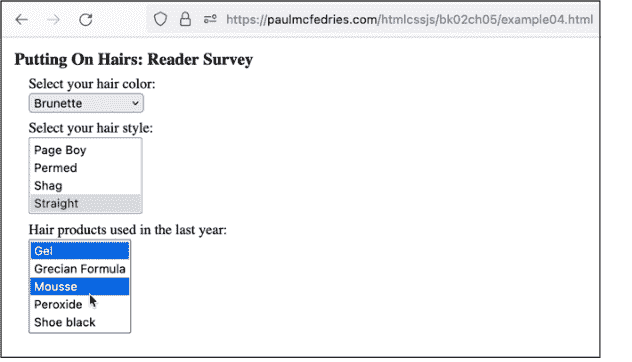 https://paulmcfedries.com/htmlcssjs/bk02ch05/example04.html
Putting On Hairs: Reader Survey
Select your hair color:
Brunette
Select your hair style:
Page Boy
Permed
Shag
Straight
Hair products used in the last year:
Gel
Grecian Formula
Mousse
Peroxide
Shoe black